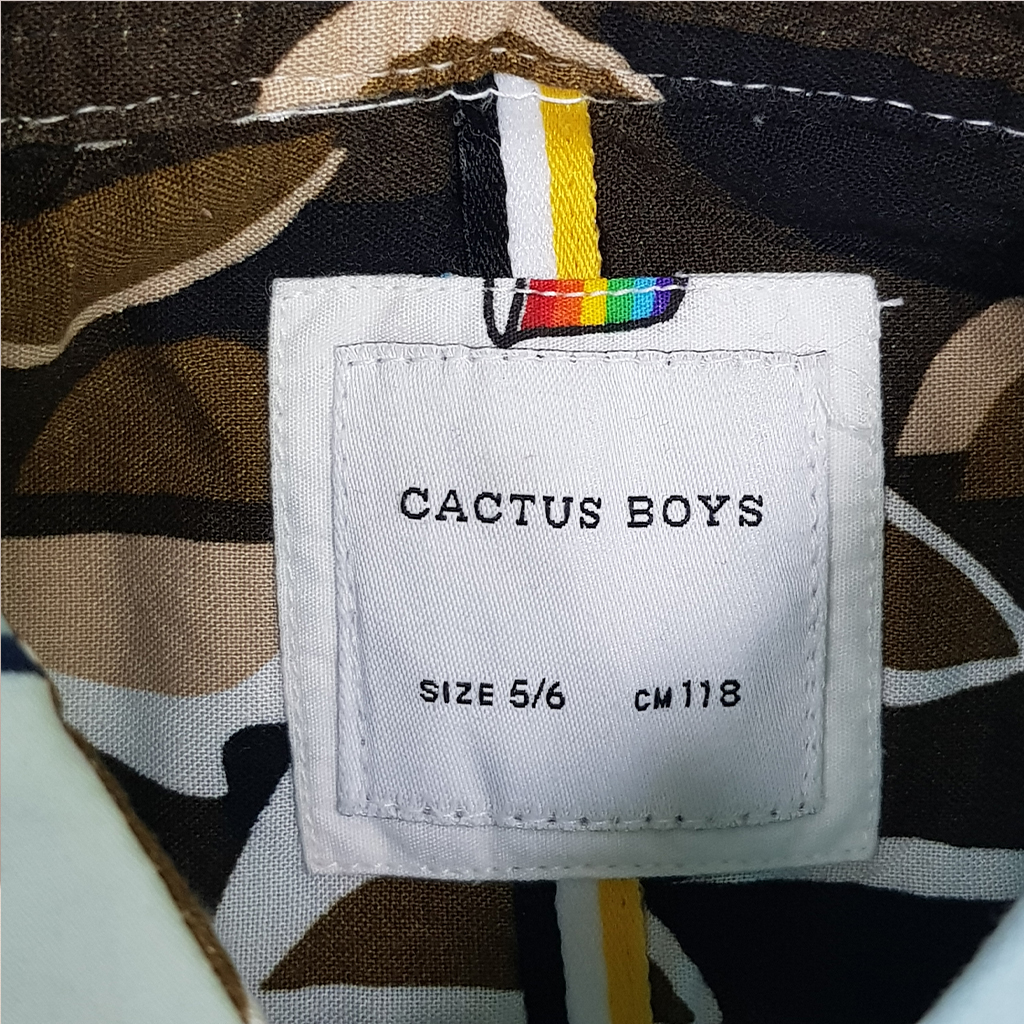 CACTUS BOYS
SIZE 5/6 CM 118